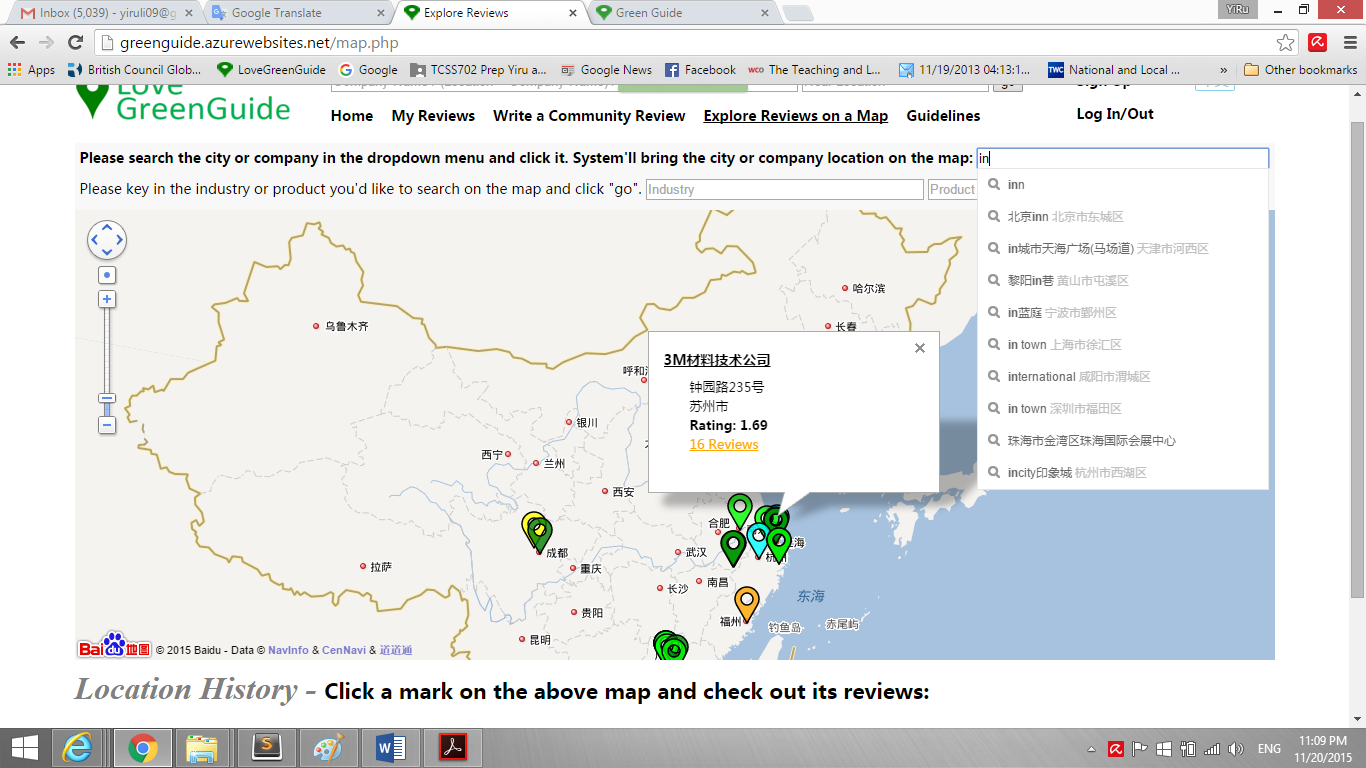 Inbox (5,039) - yiruli09@g
Google Translate
Explore Reviews
Green Guide
YiRu
greenguide.azurewebsites.net/map.php
Apps
British Council Glob...
LoveGreenGuide
Google
TCSS702 Prep Yiru a...
Google News
Facebook
The Teaching and L...
11/19/2013 04:13:1...
National and Local ...
»
Other bookmarks
Love
GreenGuide
Home
My Reviews
Write a Community Review
Explore Reviews on a Map
Guidelines
Log In/Out
Please search the city or company in the dropdown menu and click it. System'll bring the city or company location on the map: in
Please key in the industry or product you'd like to search on the map and click "go". Industry Product
inn
北京inn 北京市东城区
in城市天海广场(马场道) 天津市河西区
黎阳in巷 黄山市屯溪区
in蓝庭 宁波市鄞州区
in town 上海市徐汇区
international 咸阳市渭城区
in town 深圳市福田区
珠海市金湾区珠海国际会展中心
incity印象城 杭州市西湖区
哈尔滨
乌鲁木齐
长春
3M材料技术公司
钟园路235号
苏州市
Rating: 1.69
16 Reviews
呼和
银川
西宁
兰州
西安
合肥
成都
武汉
拉萨
重庆
南昌
长沙
东海
贵阳
福州
钓鱼岛
赤尾屿
昆明
Bai du 地图
© 2015 Baidu - Data © NavInfo & CenNavi & 道道通
Location History - Click a mark on the above map and check out its reviews:
ENG
11:09 PM
11/20/2015